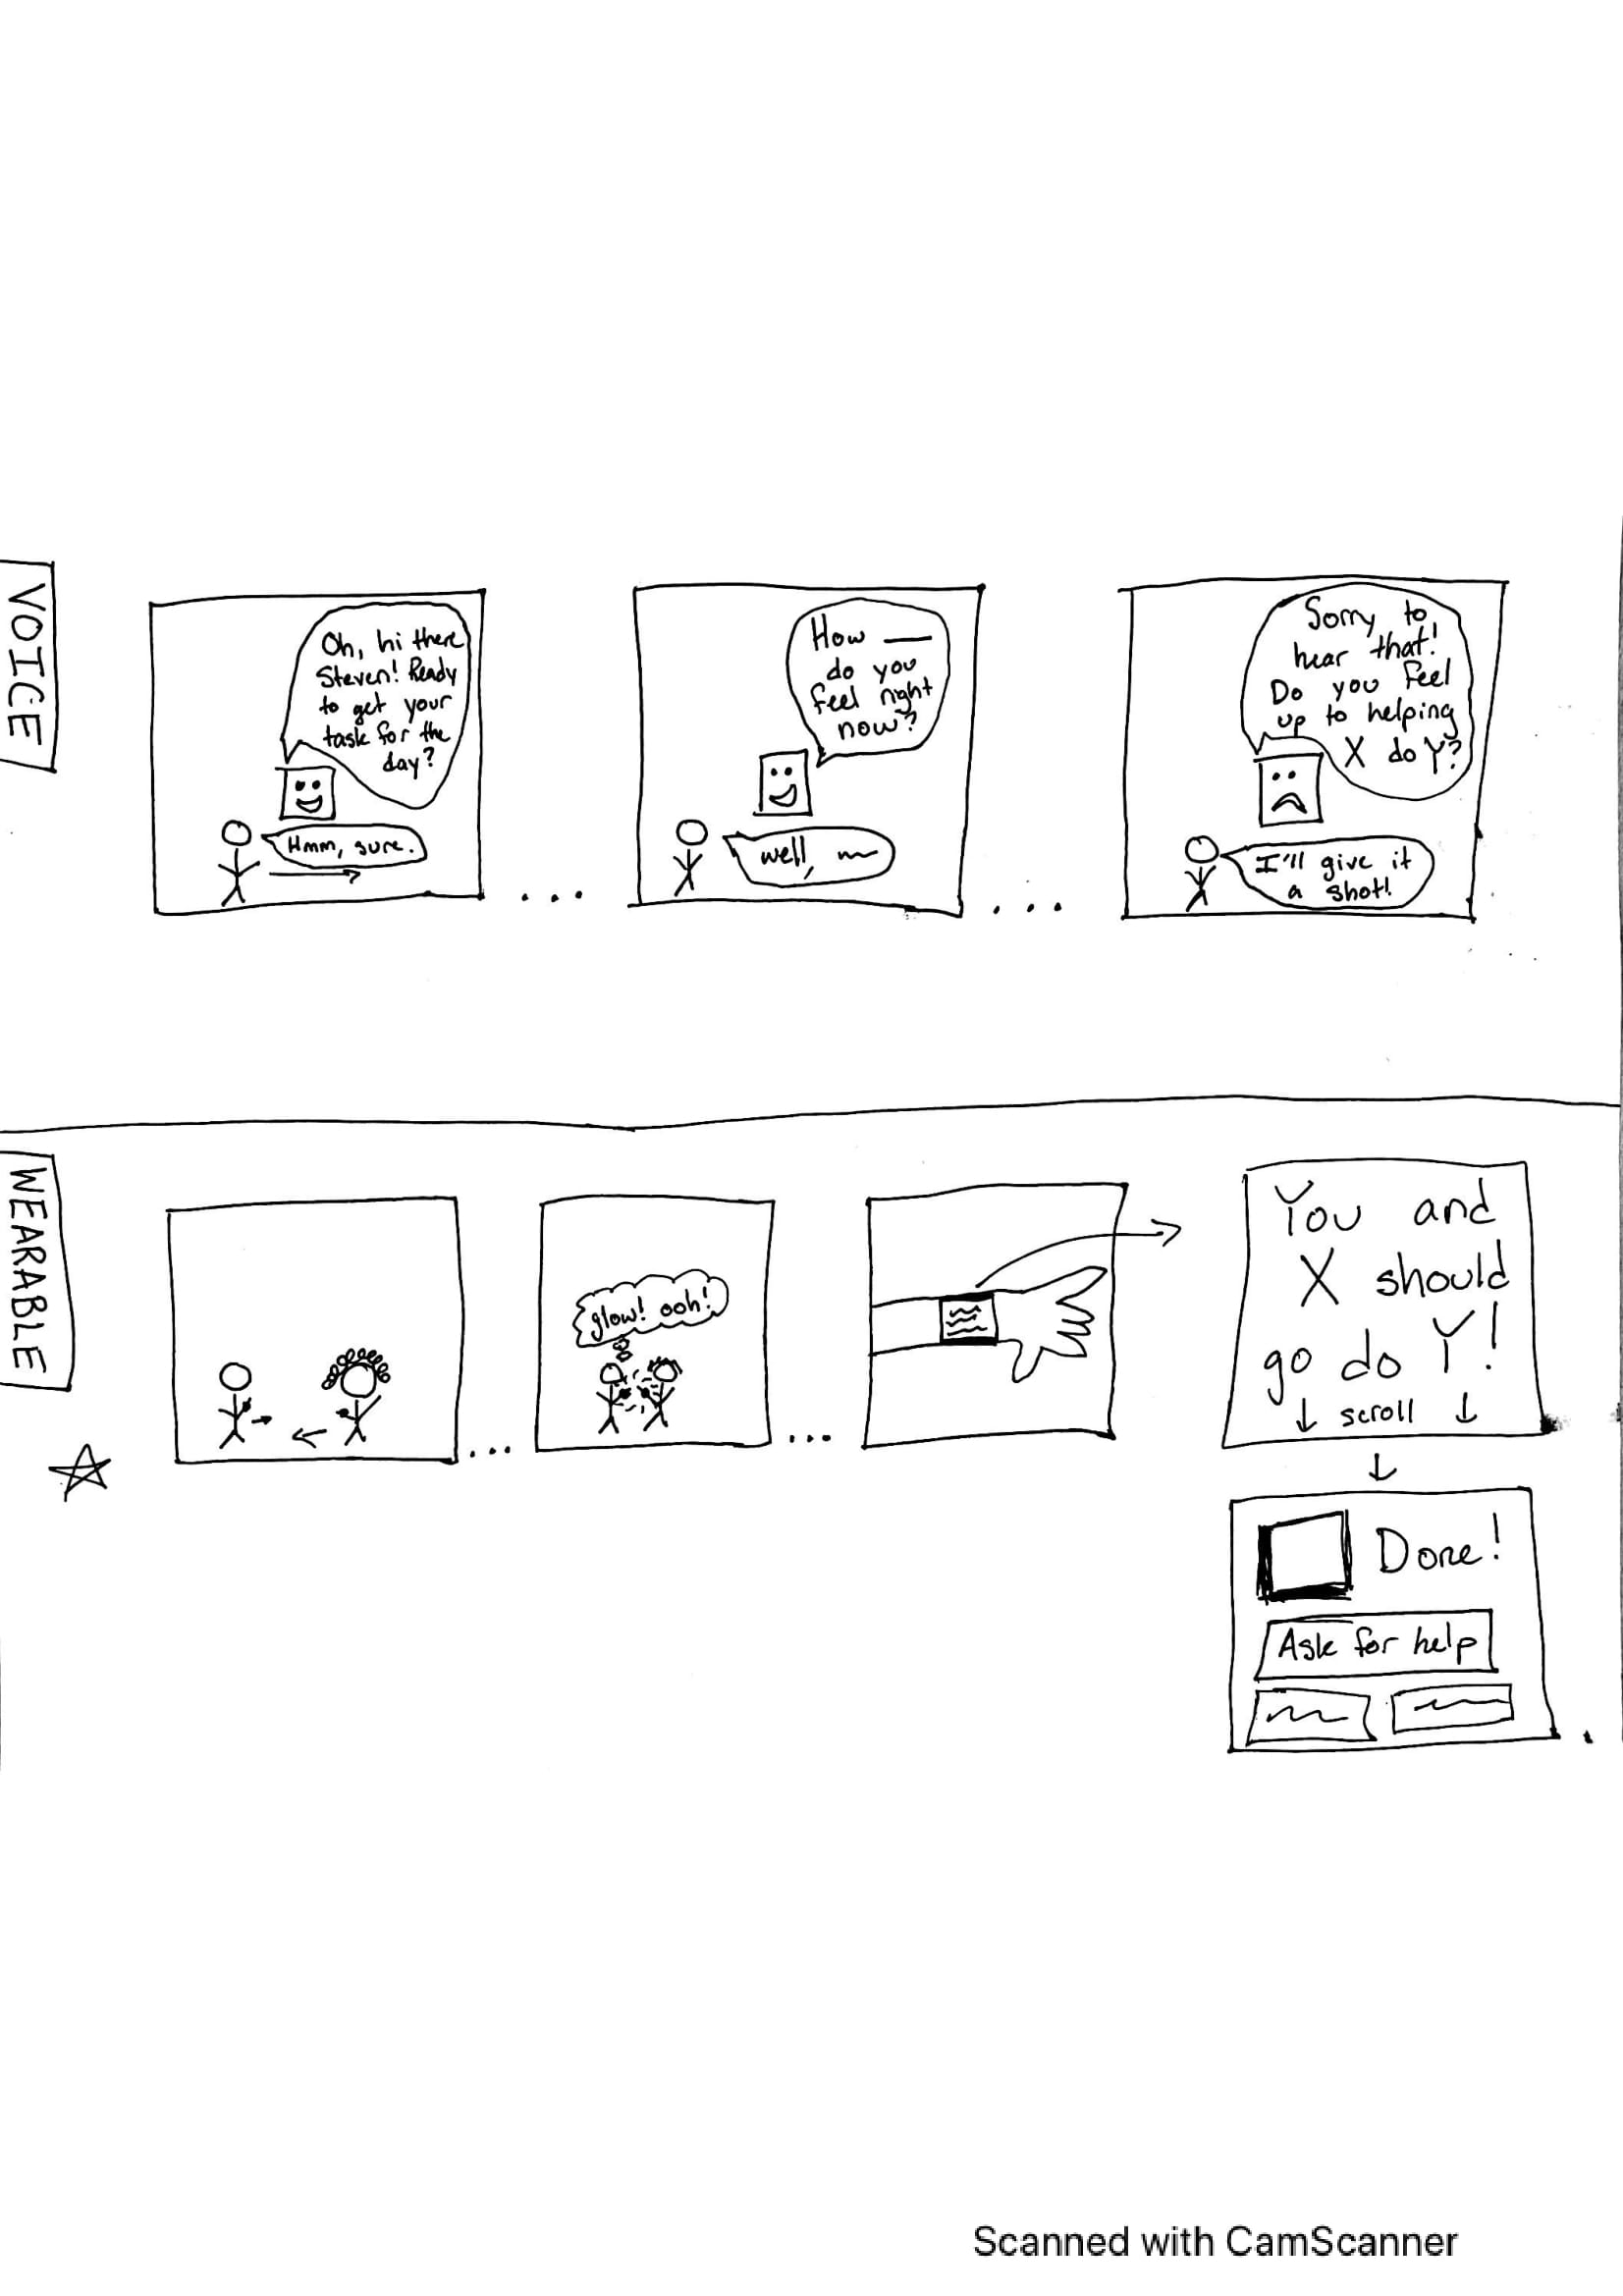 VOICE
Oh, hi there
Steven! Ready
to get your
task for the
day?
Hmm, sure.
...
How ___
do you
feel right
now?
well,
...
Sorry to
hear that!
Do you feel
up to helping
X do Y?
I'll give it
a shot!
WEARABLE
...
glow! ooh!
...
You and
X should
go do Y!
↓ scroll ↓
↓
Done!
Ask for help
Scanned with CamScanner